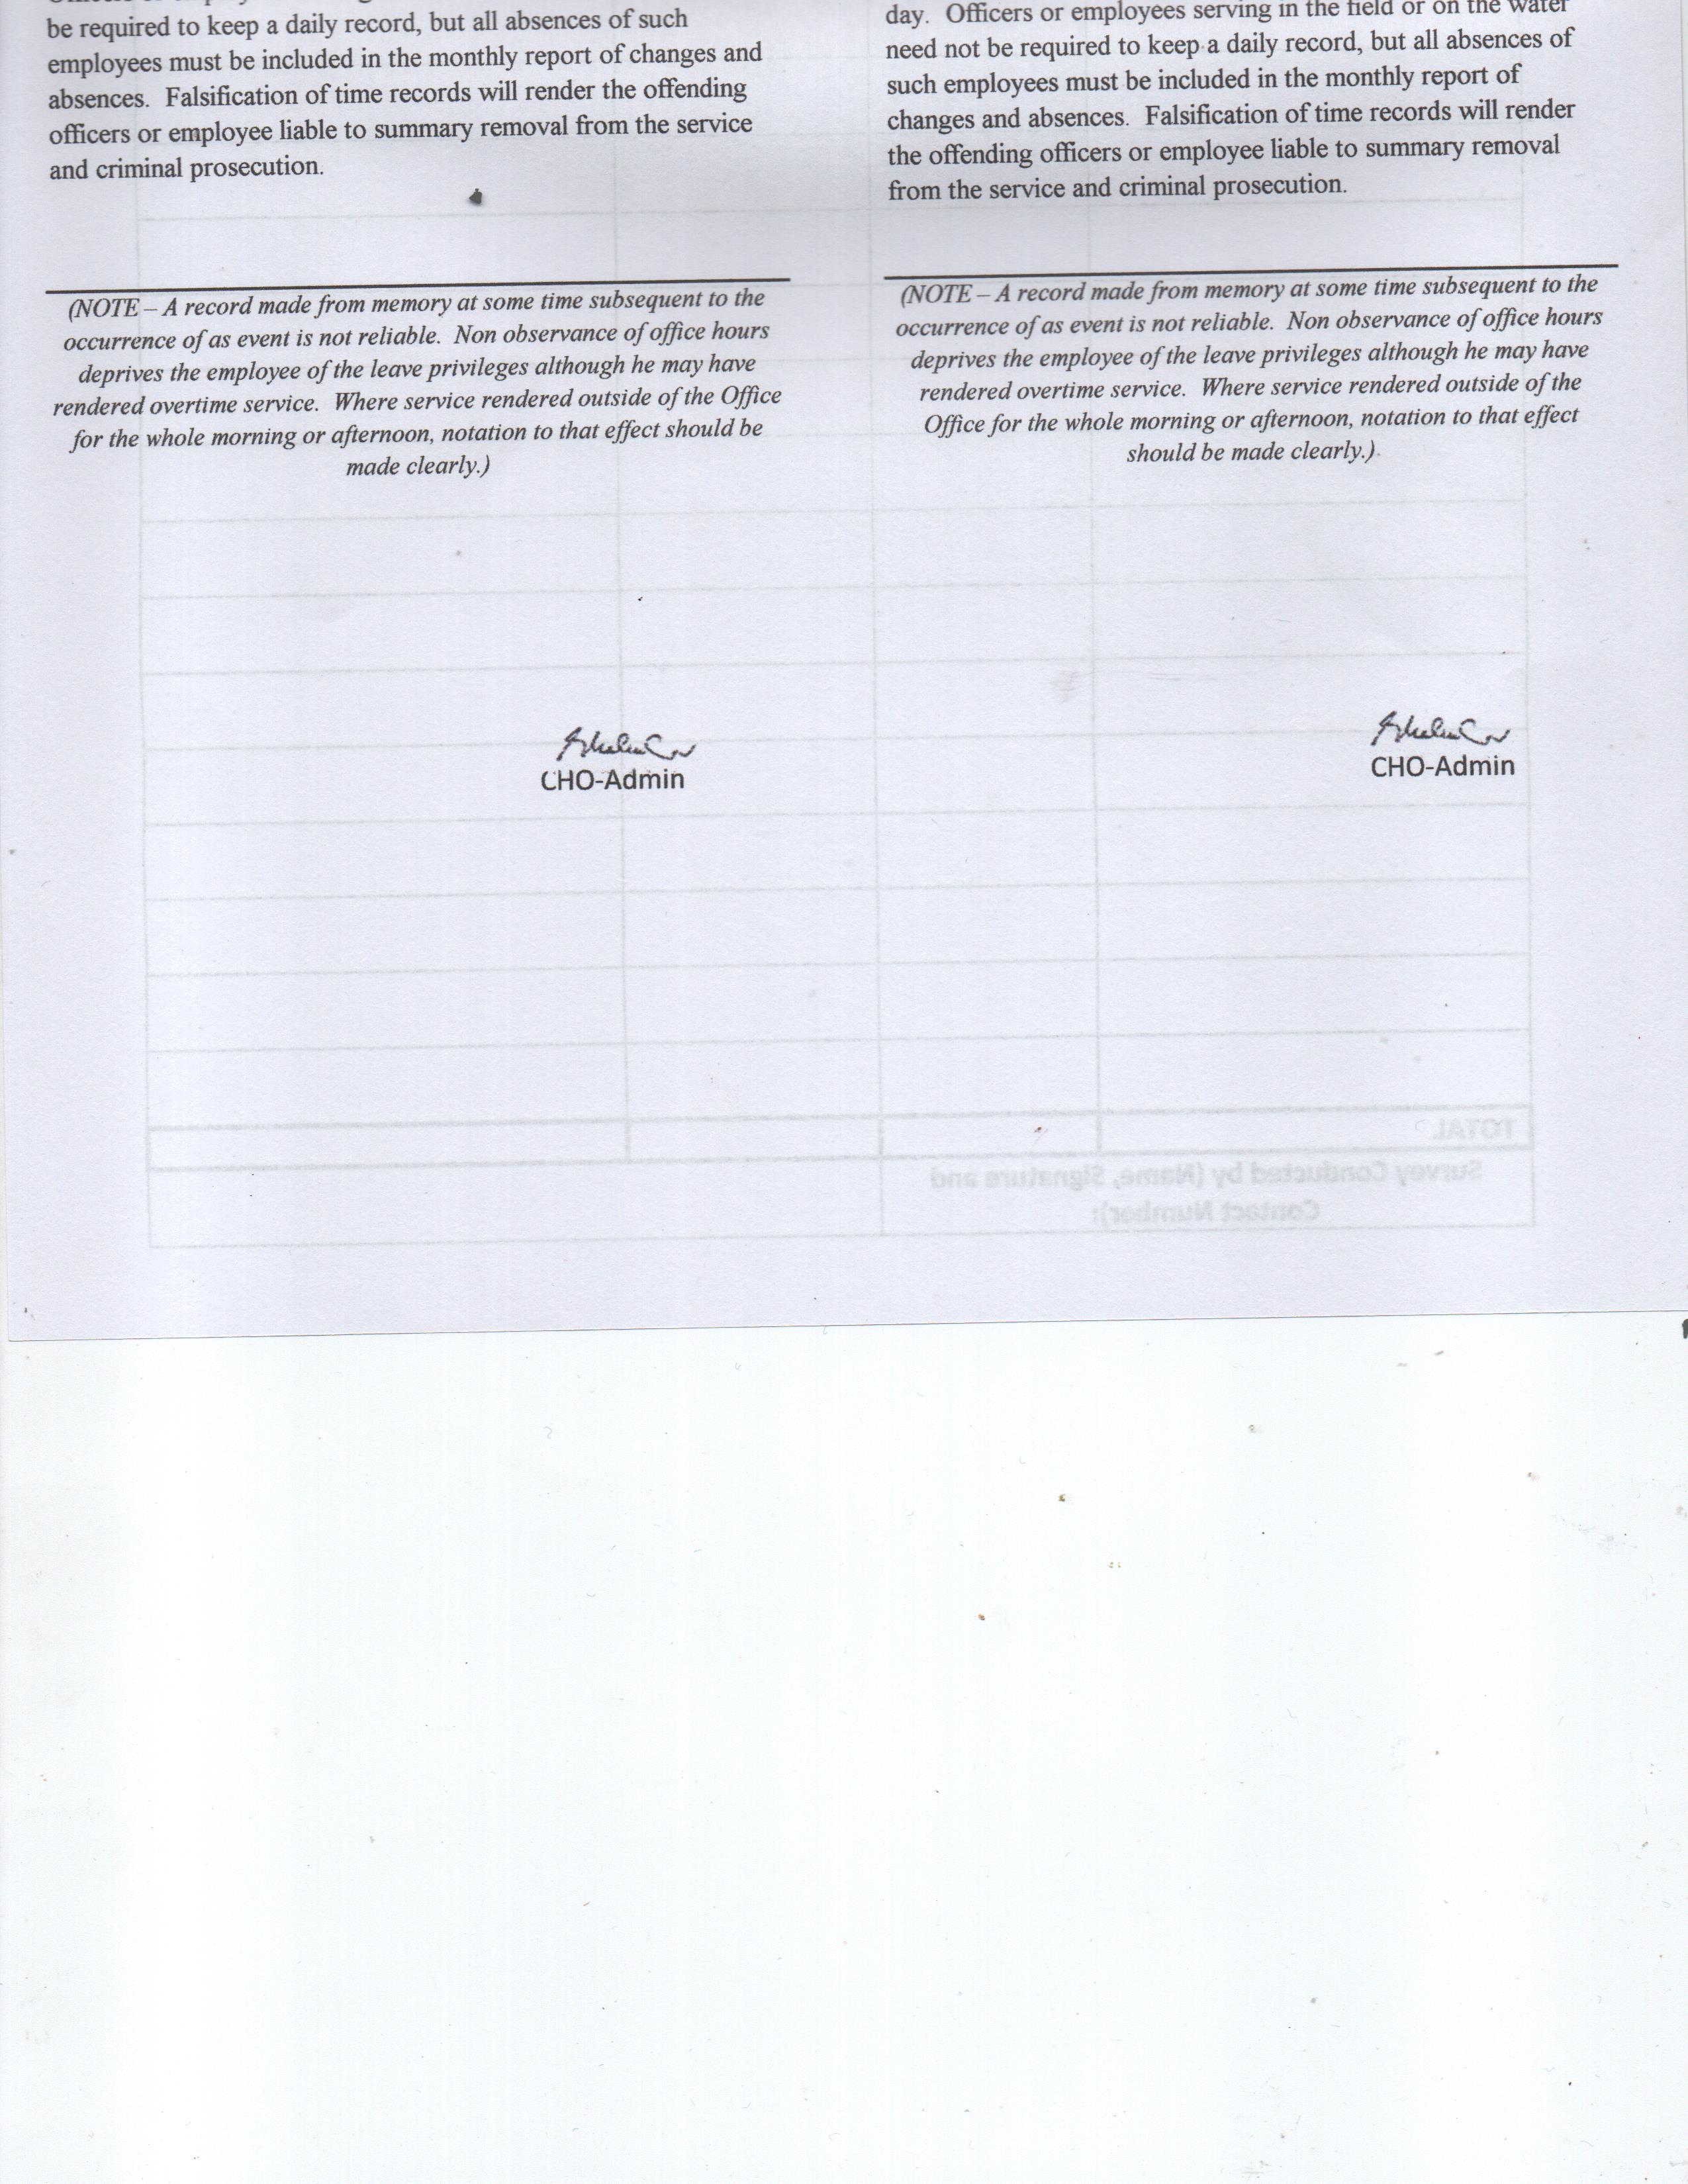 be required to keep a daily record, but all absences of such
employees must be included in the monthly report of changes and
absences. Falsification of time records will render the offending
officers or employee liable to summary removal from the service
and criminal prosecution.
(NOTE – A record made from memory at some time subsequent to the
occurrence of as event is not reliable. Non observance of office hours
deprives the employee of the leave privileges although he may have
rendered overtime service. Where service rendered outside of the Office
for the whole morning or afternoon, notation to that effect should be
made clearly.)
CHO-Admin
day. Officers or employees serving in the field or on the water
need not be required to keep a daily record, but all absences of
such employees must be included in the monthly report of
changes and absences. Falsification of time records will render
the offending officers or employee liable to summary removal
from the service and criminal prosecution.
(NOTE – A record made from memory at some time subsequent to the
occurrence of as event is not reliable. Non observance of office hours
deprives the employee of the leave privileges although he may have
rendered overtime service. Where service rendered outside of the
Office for the whole morning or afternoon, notation to that effect
should be made clearly.)
CHO-Admin
TOTAL
Survey Conducted by (Name, Signature and
Contact Number):